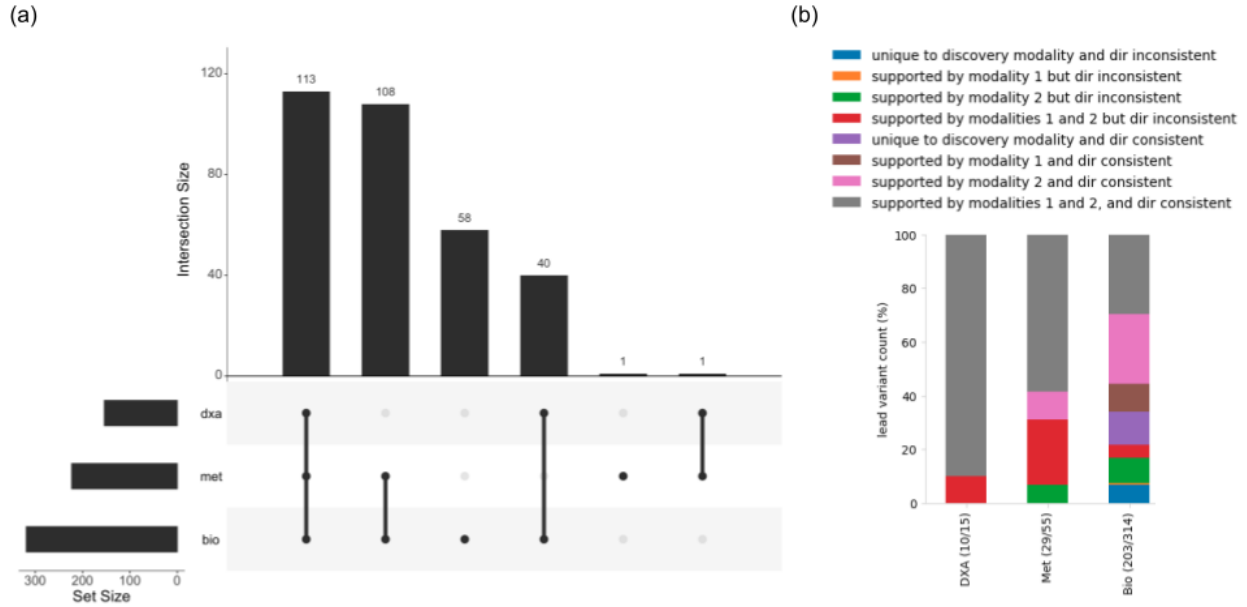 (a)
Intersection Size
120
80
40
0
113
108
58
40
1
1
dxa
met
bio
300 200 100 0
Set Size
(b)
unique to discovery modality and dir inconsistent
supported by modality 1 but dir inconsistent
supported by modality 2 but dir inconsistent
supported by modalities 1 and 2 but dir inconsistent
unique to discovery modality and dir consistent
supported by modality 1 and dir consistent
supported by modality 2 and dir consistent
supported by modalities 1 and 2, and dir consistent
lead variant count (%)
100
80
60
40
20
0
DXA (10/15)
Met (29/55)
Bio (203/314)